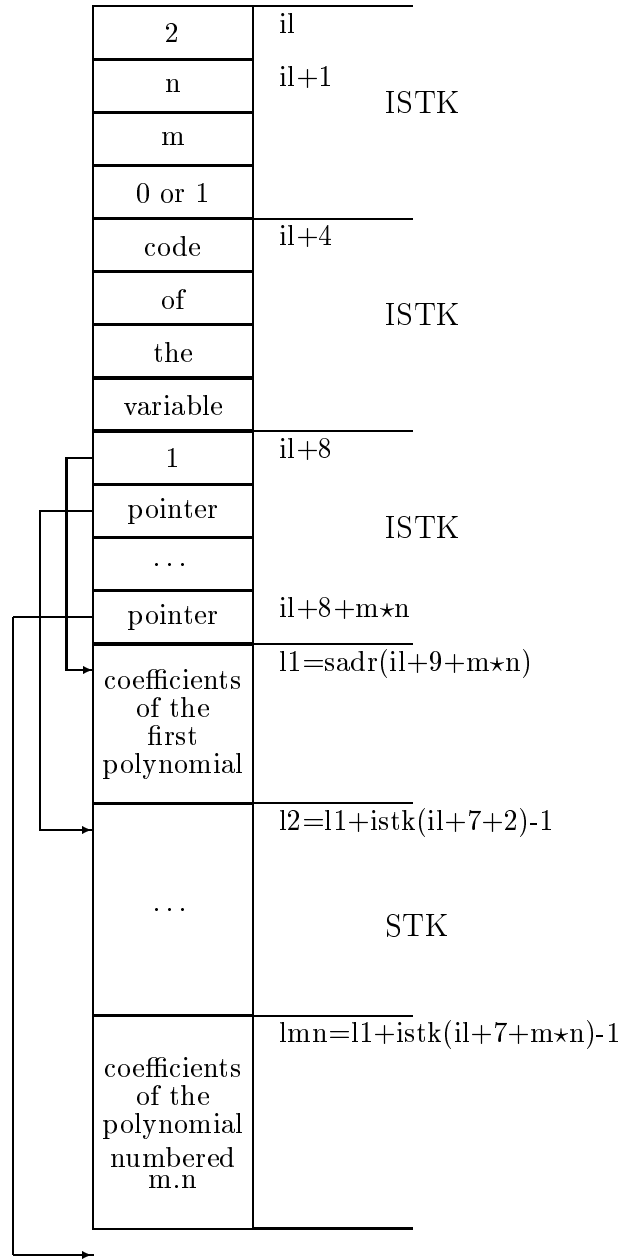 2 il
n il+1
ISTK
m
0 or 1
code il+4
of
ISTK
the
variable
1 il+8
pointer
ISTK
...
pointer il+8+m⋆n
l1=sadr(il+9+m⋆n)
coefficients
of the
first
polynomial
l2=l1+istk(il+7+2)-1
...
STK
lmn=l1+istk(il+7+m⋆n)-1
coefficients
of the
polynomial
numbered
m.n